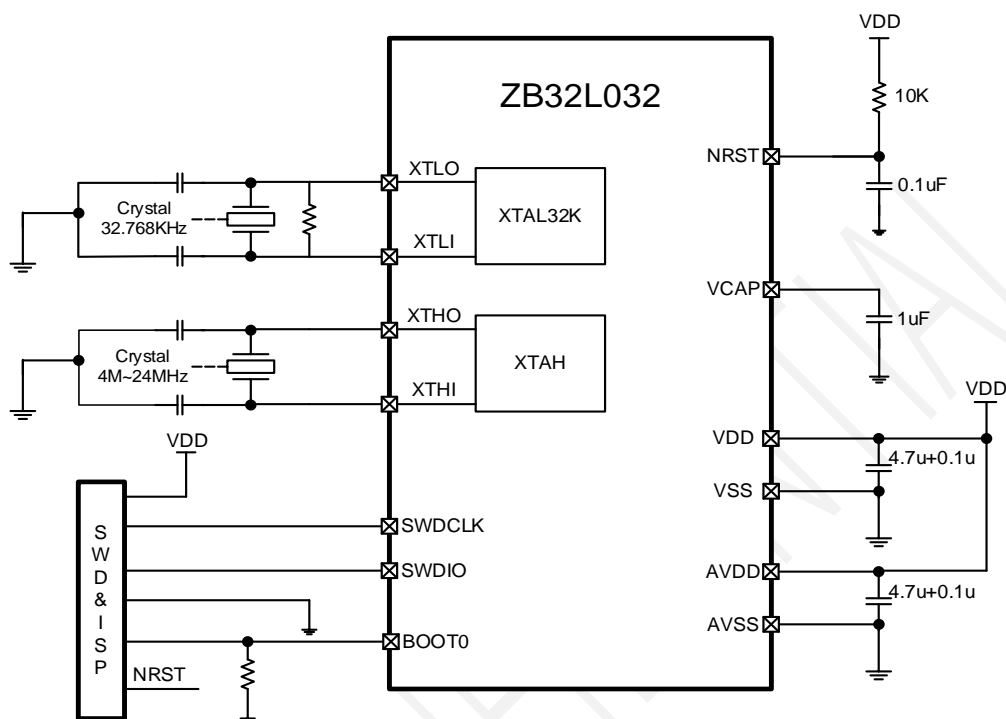 VDD
ZB32L032
10K
NRST
0.1uF
XTLO
Crystal
32.768KHz
XTAL32K
XTLI
VCAP
1uF
XTHO
Crystal
4M~24MHz
XTAH
XTHI
VDD
VDD
VDD
4.7u+0.1u
VSS
SWD&ISP
SWDCLK
SWDIO
AVDD
4.7u+0.1u
AVSS
BOOT0
NRST